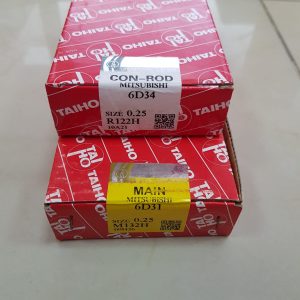 TAIHO
CON-ROD
MITSUBISHI
6D34
SIZE 0.25
R122H
TAIHO
MAIN
MITSUBISHI
6D31
SIZE 0.25
M132H